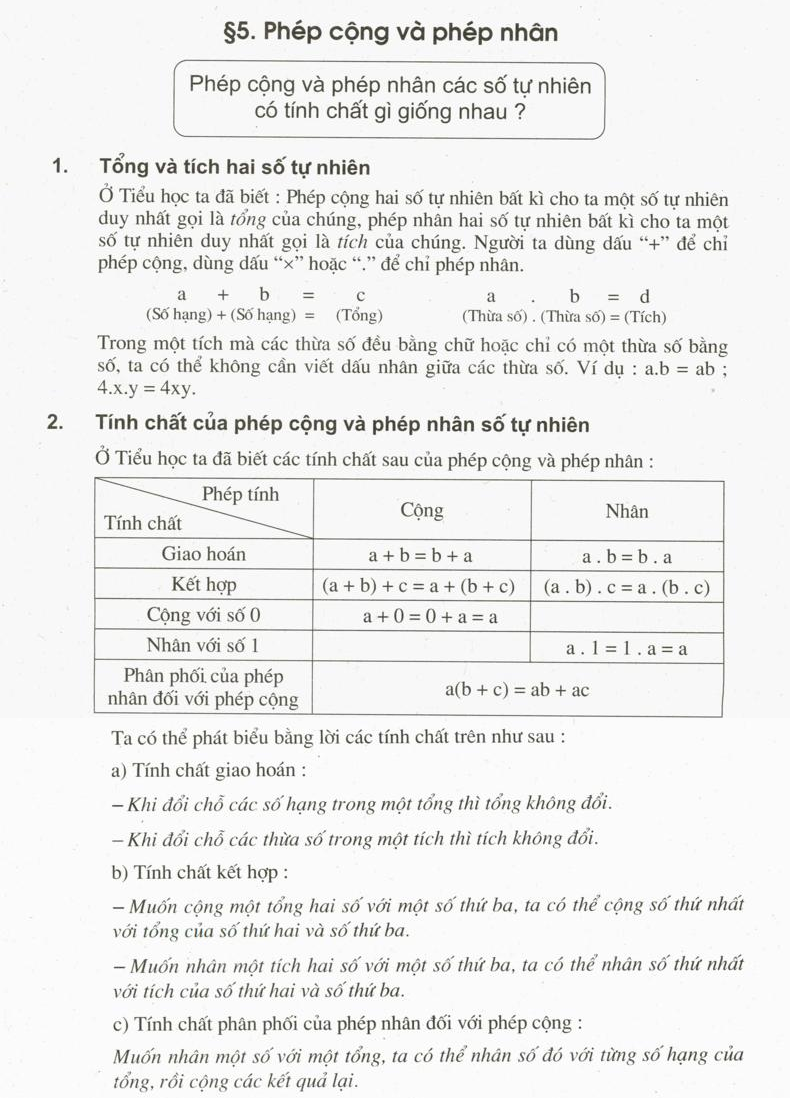 §5. Phép cộng và phép nhân
Phép cộng và phép nhân các số tự nhiên
có tính chất gì giống nhau ?
1. Tổng và tích hai số tự nhiên
Ở Tiểu học ta đã biết : Phép cộng hai số tự nhiên bất kì cho ta một số tự nhiên
duy nhất gọi là tổng của chúng, phép nhân hai số tự nhiên bất kì cho ta một
số tự nhiên duy nhất gọi là tích của chúng. Người ta dùng dấu “+” để chỉ
phép cộng, dùng dấu “×” hoặc “.” để chỉ phép nhân.
a + b = c a . b = d
(Số hạng) + (Số hạng) = (Tổng) (Thừa số) . (Thừa số) = (Tích)
Trong một tích mà các thừa số đều bằng chữ hoặc chỉ có một thừa số bằng
số, ta có thể không cần viết dấu nhân giữa các thừa số. Ví dụ : a.b = ab ;
4.x.y = 4xy.
2. Tính chất của phép cộng và phép nhân số tự nhiên
Ở Tiểu học ta đã biết các tính chất sau của phép cộng và phép nhân :
Phép tính
Tính chất
Cộng
Nhân
Giao hoán a + b = b + a a . b = b . a
Kết hợp (a + b) + c = a + (b + c) (a . b) . c = a . (b . c)
Cộng với số 0 a + 0 = 0 + a = a
Nhân với số 1 a . 1 = 1 . a = a
Phân phối của phép
nhân đối với phép cộng
a(b + c) = ab + ac
Ta có thể phát biểu bằng lời các tính chất trên như sau :
a) Tính chất giao hoán :
– Khi đổi chỗ các số hạng trong một tổng thì tổng không đổi.
– Khi đổi chỗ các thừa số trong một tích thì tích không đổi.
b) Tính chất kết hợp :
– Muốn cộng một tổng hai số với một số thứ ba, ta có thể cộng số thứ nhất
với tổng của số thứ hai và số thứ ba.
– Muốn nhân một tích hai số với một số thứ ba, ta có thể nhân số thứ nhất
với tích của số thứ hai và số thứ ba.
c) Tính chất phân phối của phép nhân đối với phép cộng :
Muốn nhân một số với một tổng, ta có thể nhân số đó với từng số hạng của
tổng, rồi cộng các kết quả lại.